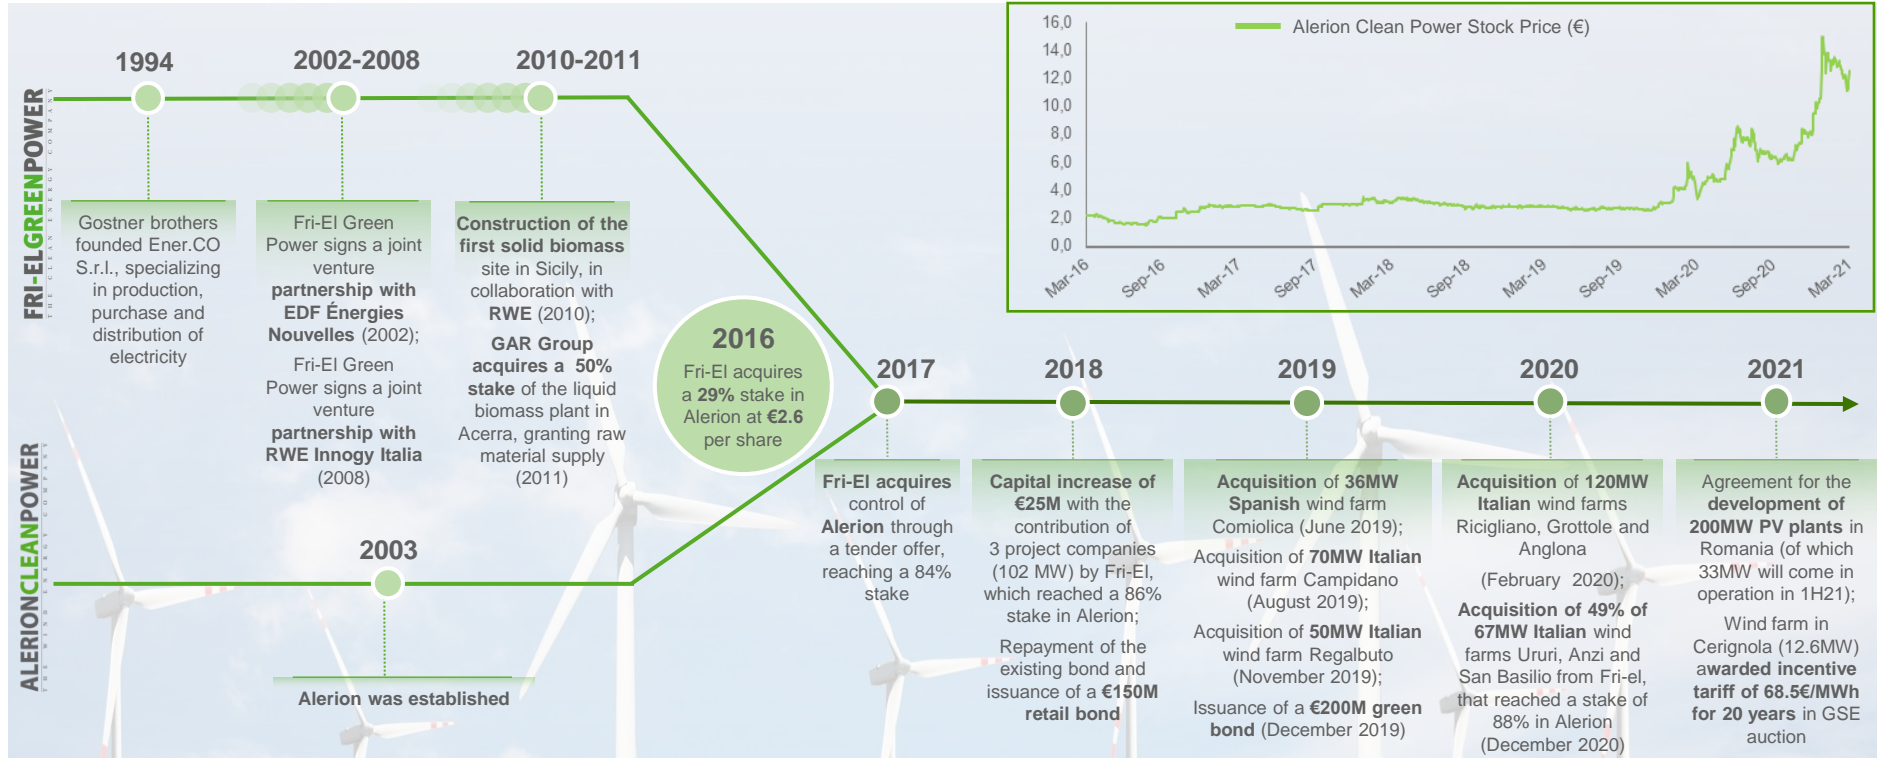 FRI-ELGREENPOWER
THE CLEAN ENERGY COMPANY
1994
2002-2008
2010-2011
Gostner brothers
founded Ener.CO
S.r.l., specializing
in production,
purchase and
distribution of
electricity
Fri-El Green
Power signs a joint
venture
partnership with
EDF Énergies
Nouvelles (2002);
Fri-El Green
Power signs a joint
venture
partnership with
RWE Innogy Italia
(2008)
Construction of the
first solid biomass
site in Sicily, in
collaboration with
RWE (2010);
GAR Group
acquires a 50%
stake of the liquid
biomass plant in
Acerra, granting raw
material supply
(2011)
ALERIONCLEANPOWER
THE WIND ENERGY COMPANY
2003
Alerion was established
2016
Fri-El acquires
a 29% stake in
Alerion at €2.6
per share
2017
Fri-El acquires
control of
Alerion through
a tender offer,
reaching a 84%
stake
2018
Capital increase of
€25M with the
contribution of
3 project companies
(102 MW) by Fri-El,
which reached a 86%
stake in Alerion;
Repayment of the
existing bond and
issuance of a €150M
retail bond
2019
Acquisition of 36MW
Spanish wind farm
Comiolica (June 2019);
Acquisition of 70MW Italian
wind farm Campidano
(August 2019);
Acquisition of 50MW Italian
wind farm Regalbuto
(November 2019);
Issuance of a €200M green
bond (December 2019)
2020
Acquisition of 120MW
Italian wind farms
Ricigliano, Grottole and
Anglona
(February 2020);
Acquisition of 49% of
67MW Italian wind
farms Ururi, Anzi and
San Basilio from Fri-el,
that reached a stake of
88% in Alerion
(December 2020)
2021
Agreement for the
development of
200MW PV plants in
Romania (of which
33MW will come in
operation in 1H21);
Wind farm in
Cerignola (12.6MW)
awarded incentive
tariff of 68.5€/MWh
for 20 years in GSE
auction
Alerion Clean Power Stock Price (€)
16,0
14,0
12,0
10,0
8,0
6,0
4,0
2,0
0,0
Mar-16
Sep-16
Mar-17
Sep-17
Mar-18
Sep-18
Mar-19
Sep-19
Mar-20
Sep-20
Mar-21